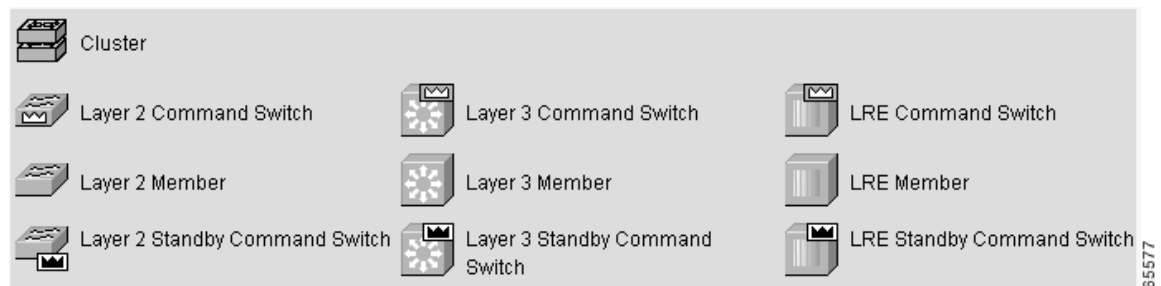 Cluster
Layer 2 Command Switch
Layer 3 Command Switch
LRE Command Switch
Layer 2 Member
Layer 3 Member
LRE Member
Layer 2 Standby Command Switch
Layer 3 Standby Command
Switch
LRE Standby Command Switch
65577